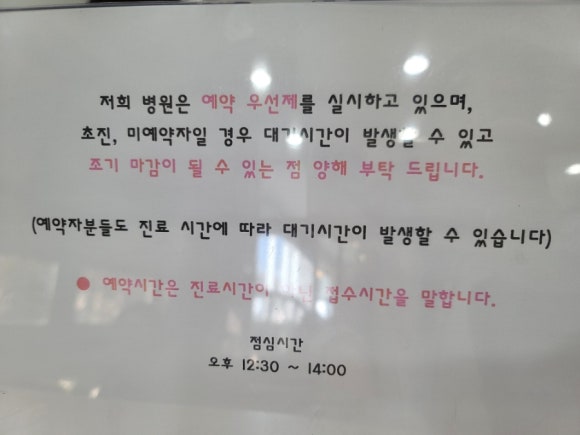 저희 병원은 예약 우선제를 실시하고 있으며,
초진, 미예약자일 경우 대기시간이 발생할 수 있고
조기 마감이 될 수 있는 점 양해 부탁 드립니다.
(예약자분들도 진료 시간에 따라 대기시간이 발생할 수 있습니다)
● 예약시간은 진료시간이 아닌 접수시간을 말합니다.
점심시간
오후 12:30 ~ 14:00